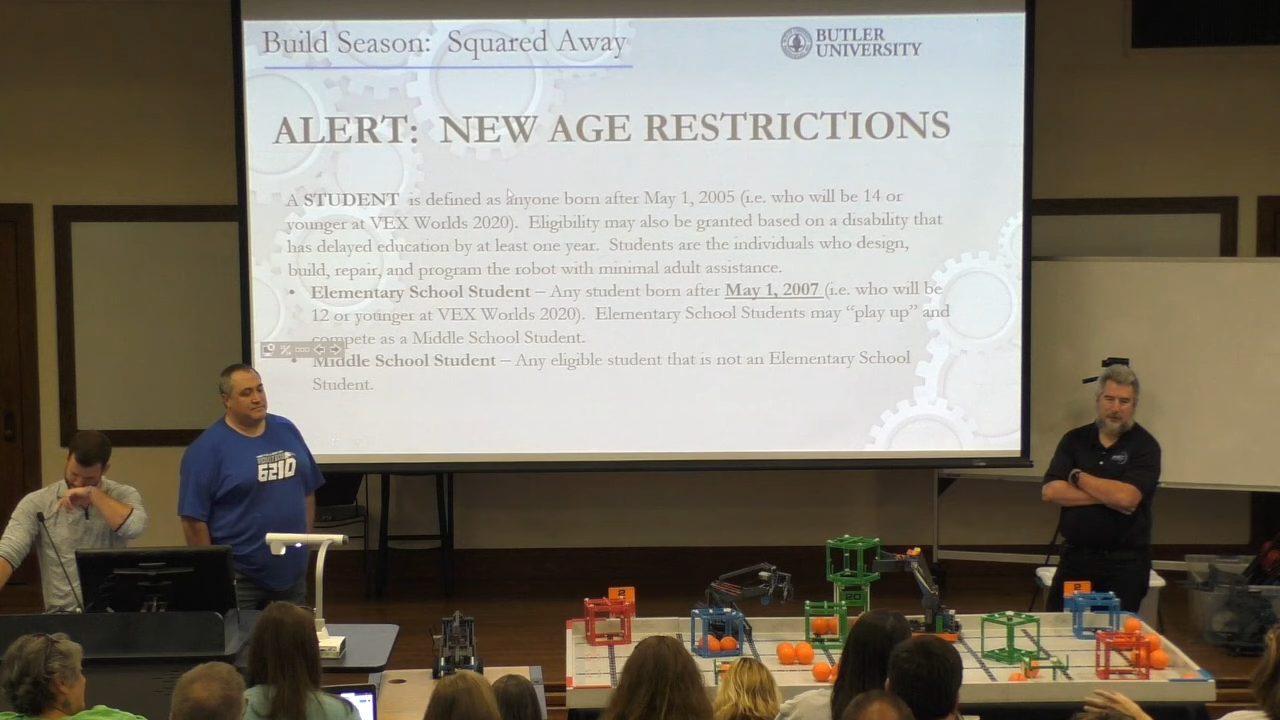 Build Season: Squared Away
BUTLER
UNIVERSITY
ALERT: NEW AGE RESTRICTIONS
A STUDENT is defined as anyone born after May 1, 2005 (i.e. who will be 14 or
younger at VEX Worlds 2020). Eligibility may also be granted based on a disability that
has delayed education by at least one year. Students are the individuals who design,
build, repair, and program the robot with minimal adult assistance.
• Elementary School Student – Any student born after May 1, 2007 (i.e. who will be
12 or younger at VEX Worlds 2020). Elementary School Students may “play up” and
compete as a Middle School Student.
• Middle School Student – Any eligible student that is not an Elementary School
Student.
6210
2
2
20